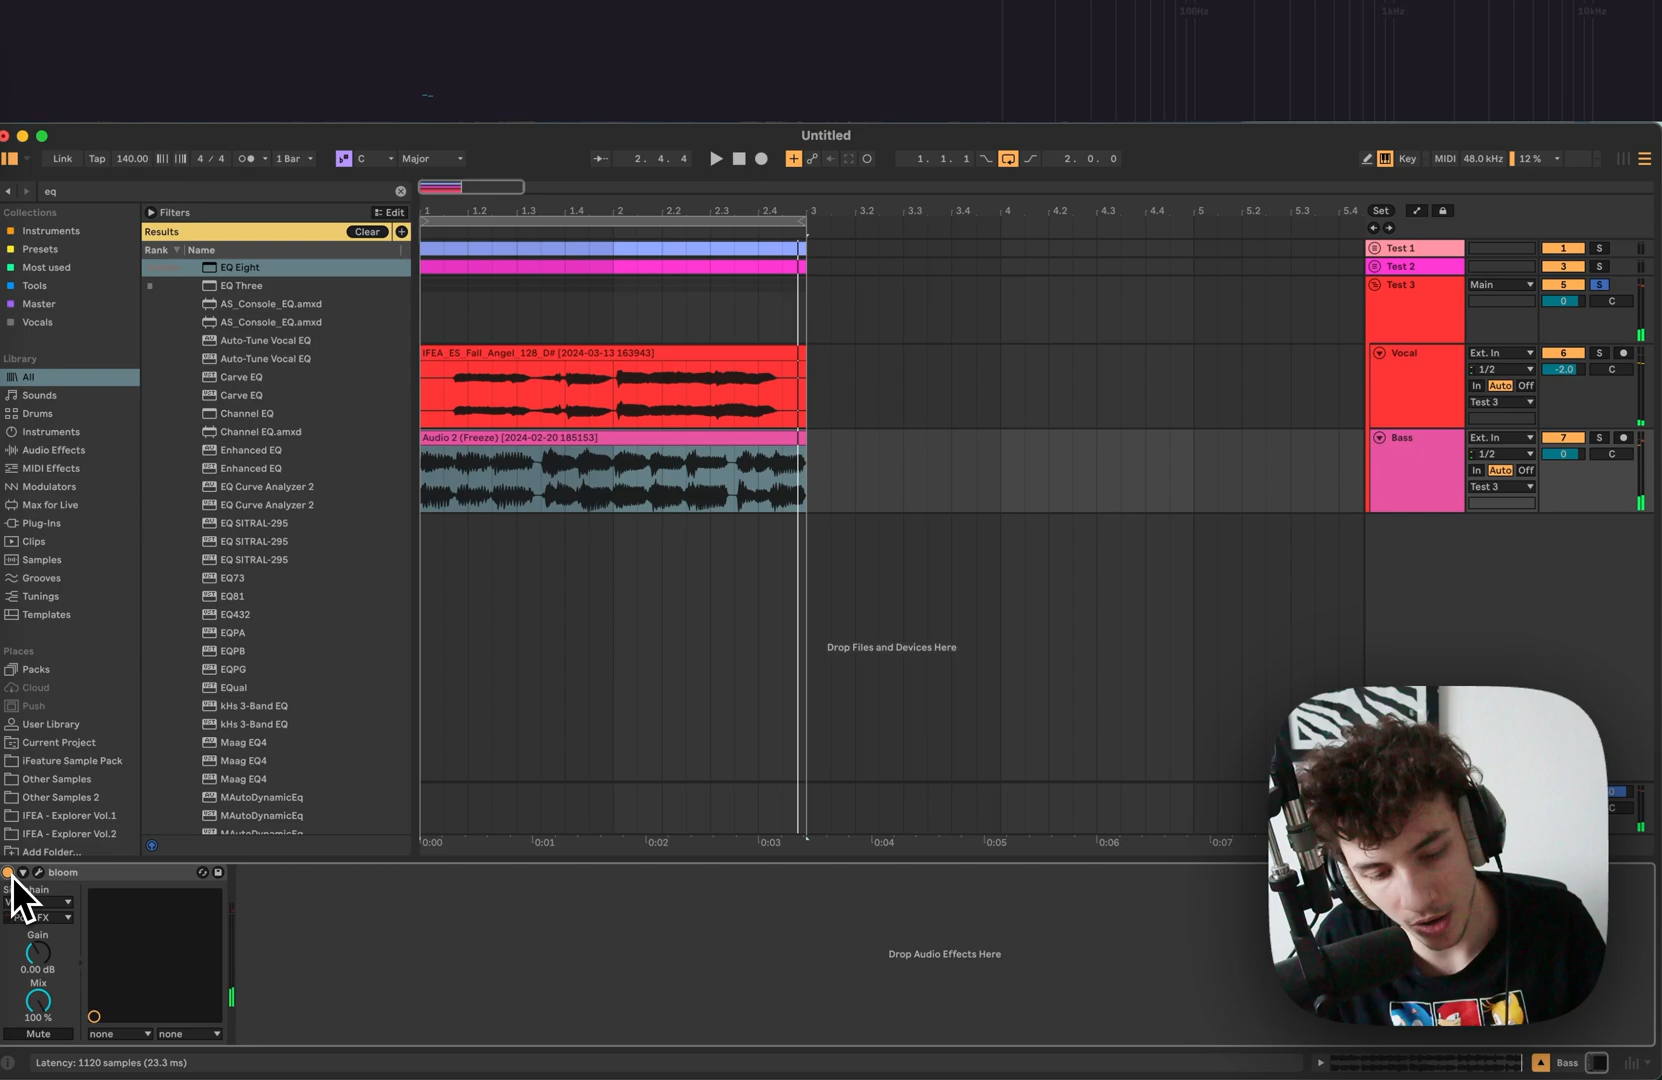 100Hz 1kHz 10kHz
Untitled
Link Tap 140.00 4 / 4 1 Bar C Major 2. 4. 4 1. 1. 1 2. 0. 0 Key MIDI 48.0 kHz 12 %
eq
Collections
Instruments
Presets
Most used
Tools
Master
Vocals
Library
All
Sounds
Drums
Instruments
Audio Effects
MIDI Effects
Modulators
Max for Live
Plug-Ins
Clips
Samples
Grooves
Tunings
Templates
Places
Packs
Cloud
Push
User Library
Current Project
iFeature Sample Pack
Other Samples
Other Samples 2
IFEA - Explorer Vol.1
IFEA - Explorer Vol.2
Add Folder...
Filters Edit
Results Clear
Rank Name
EQ Eight
EQ Three
AS_Console_EQ.amxd
AS_Console_EQ.amxd
Auto-Tune Vocal EQ
Auto-Tune Vocal EQ
Carve EQ
Carve EQ
Channel EQ
Channel EQ.amxd
Enhanced EQ
Enhanced EQ
EQ Curve Analyzer 2
EQ Curve Analyzer 2
EQ SITRAL-295
EQ SITRAL-295
EQ SITRAL-295
EQ73
EQ81
EQ432
EQPA
EQPB
EQPG
EQual
kHs 3-Band EQ
kHs 3-Band EQ
Maag EQ4
Maag EQ4
Maag EQ4
MAutoDynamicEq
MAutoDynamicEq
MAutoDynamicEq
1 1.2 1.3 1.4 2 2.2 2.3 2.4 3 3.2 3.3 3.4 4 4.2 4.3 4.4 5 5.2 5.3 5.4
IFEA_ES_Fall_Angel_128_D# [2024-03-13 163943]
Audio 2 (Freeze) [2024-02-20 185153]
Drop Files and Devices Here
0:00 0:01 0:02 0:03 0:04 0:05 0:06 0:07
Set
Test 1 1 S
Test 2 3 S
Test 3 Main 5 S
0 C
Vocal Ext. In 6 S
1/2 -2.0 C
In Auto Off
Test 3
Bass Ext. In 7 S
1/2 0 C
In Auto Off
Test 3
0
C
bloom
Gain
0.00 dB
Mix
100 %
Mute none none
Drop Audio Effects Here
Latency: 1120 samples (23.3 ms)
Bass